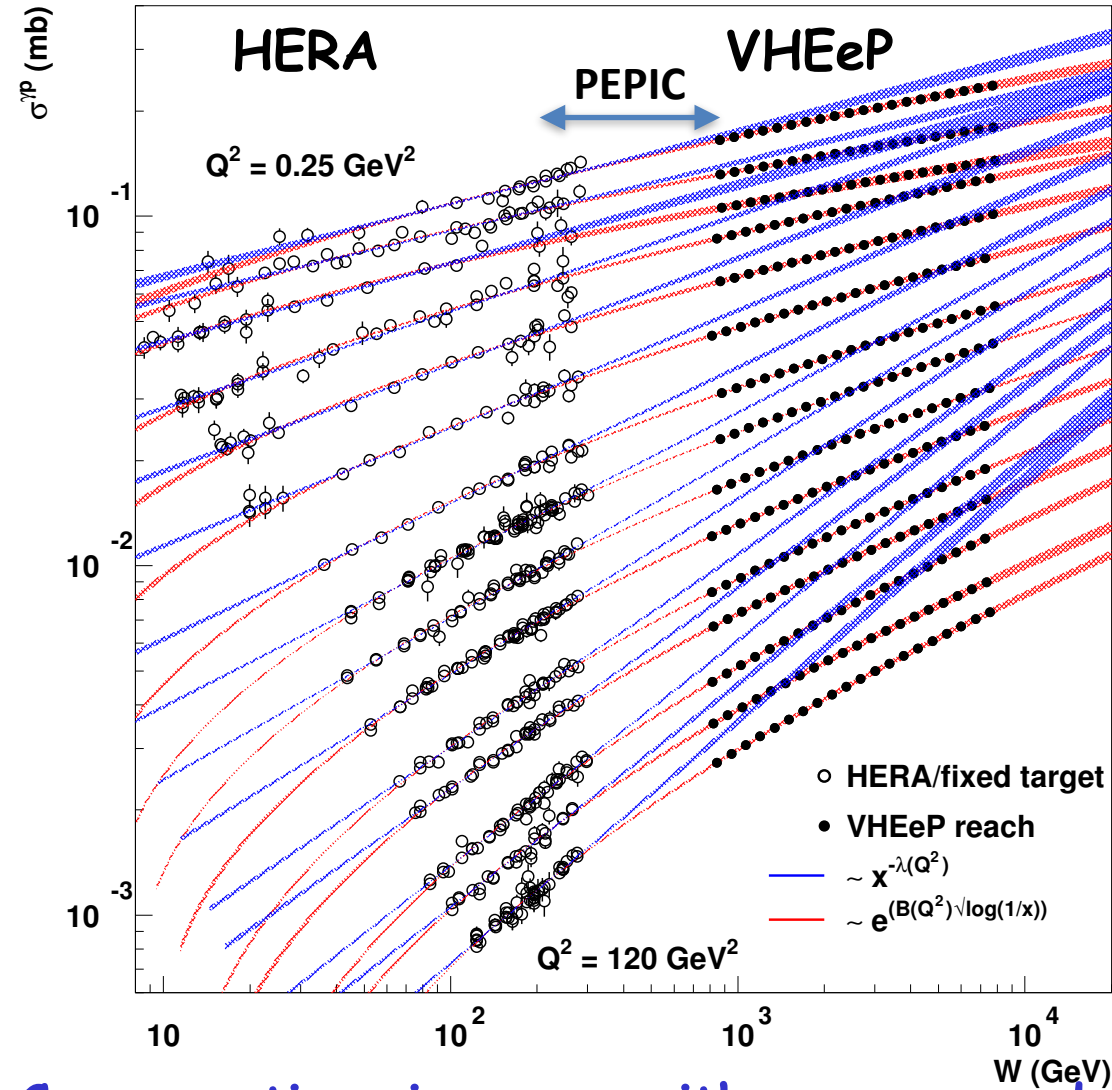 HERA
VHEeP
PEPIC
σ^γp (mb)
Q² = 0.25 GeV²
10⁻¹
10⁻²
10⁻³
HERA/fixed target
VHEeP reach
~ x^-λ(Q²)
~ e^(B(Q²)√log(1/x))
Q² = 120 GeV²
10 10² 10³ 10⁴
W (GeV)